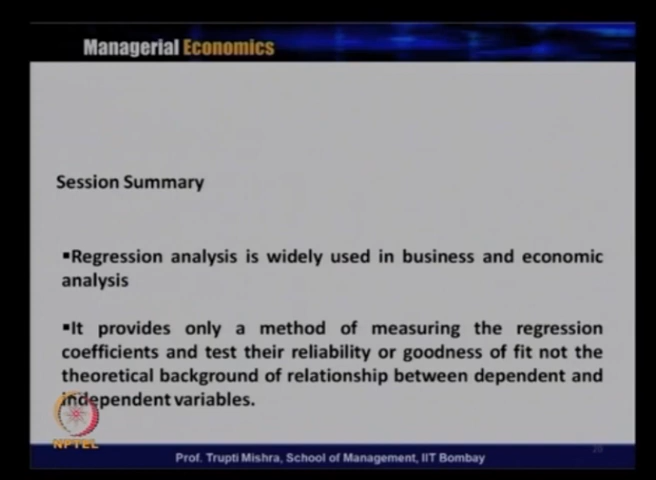 Managerial Economics
Session Summary
▪Regression analysis is widely used in business and economic
analysis
▪It provides only a method of measuring the regression
coefficients and test their reliability or goodness of fit not the
theoretical background of relationship between dependent and
independent variables.
NPTEL
Prof. Trupti Mishra, School of Management, IIT Bombay